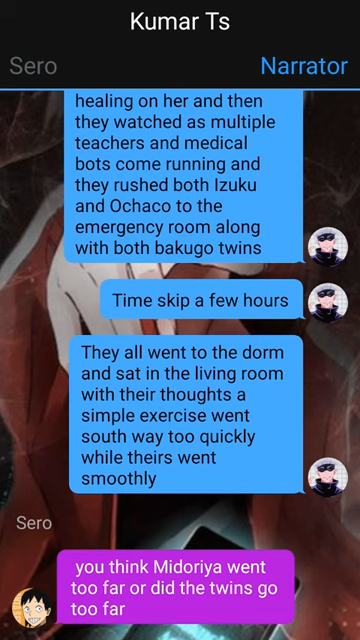 Kumar Ts
Sero
Narrator
healing on her and then
they watched as multiple
teachers and medical
bots come running and
they rushed both Izuku
and Ochaco to the
emergency room along
with both bakugo twins
Time skip a few hours
They all went to the dorm
and sat in the living room
with their thoughts a
simple exercise went
south way too quickly
while theirs went
smoothly
Sero
you think Midoriya went
too far or did the twins go
too far